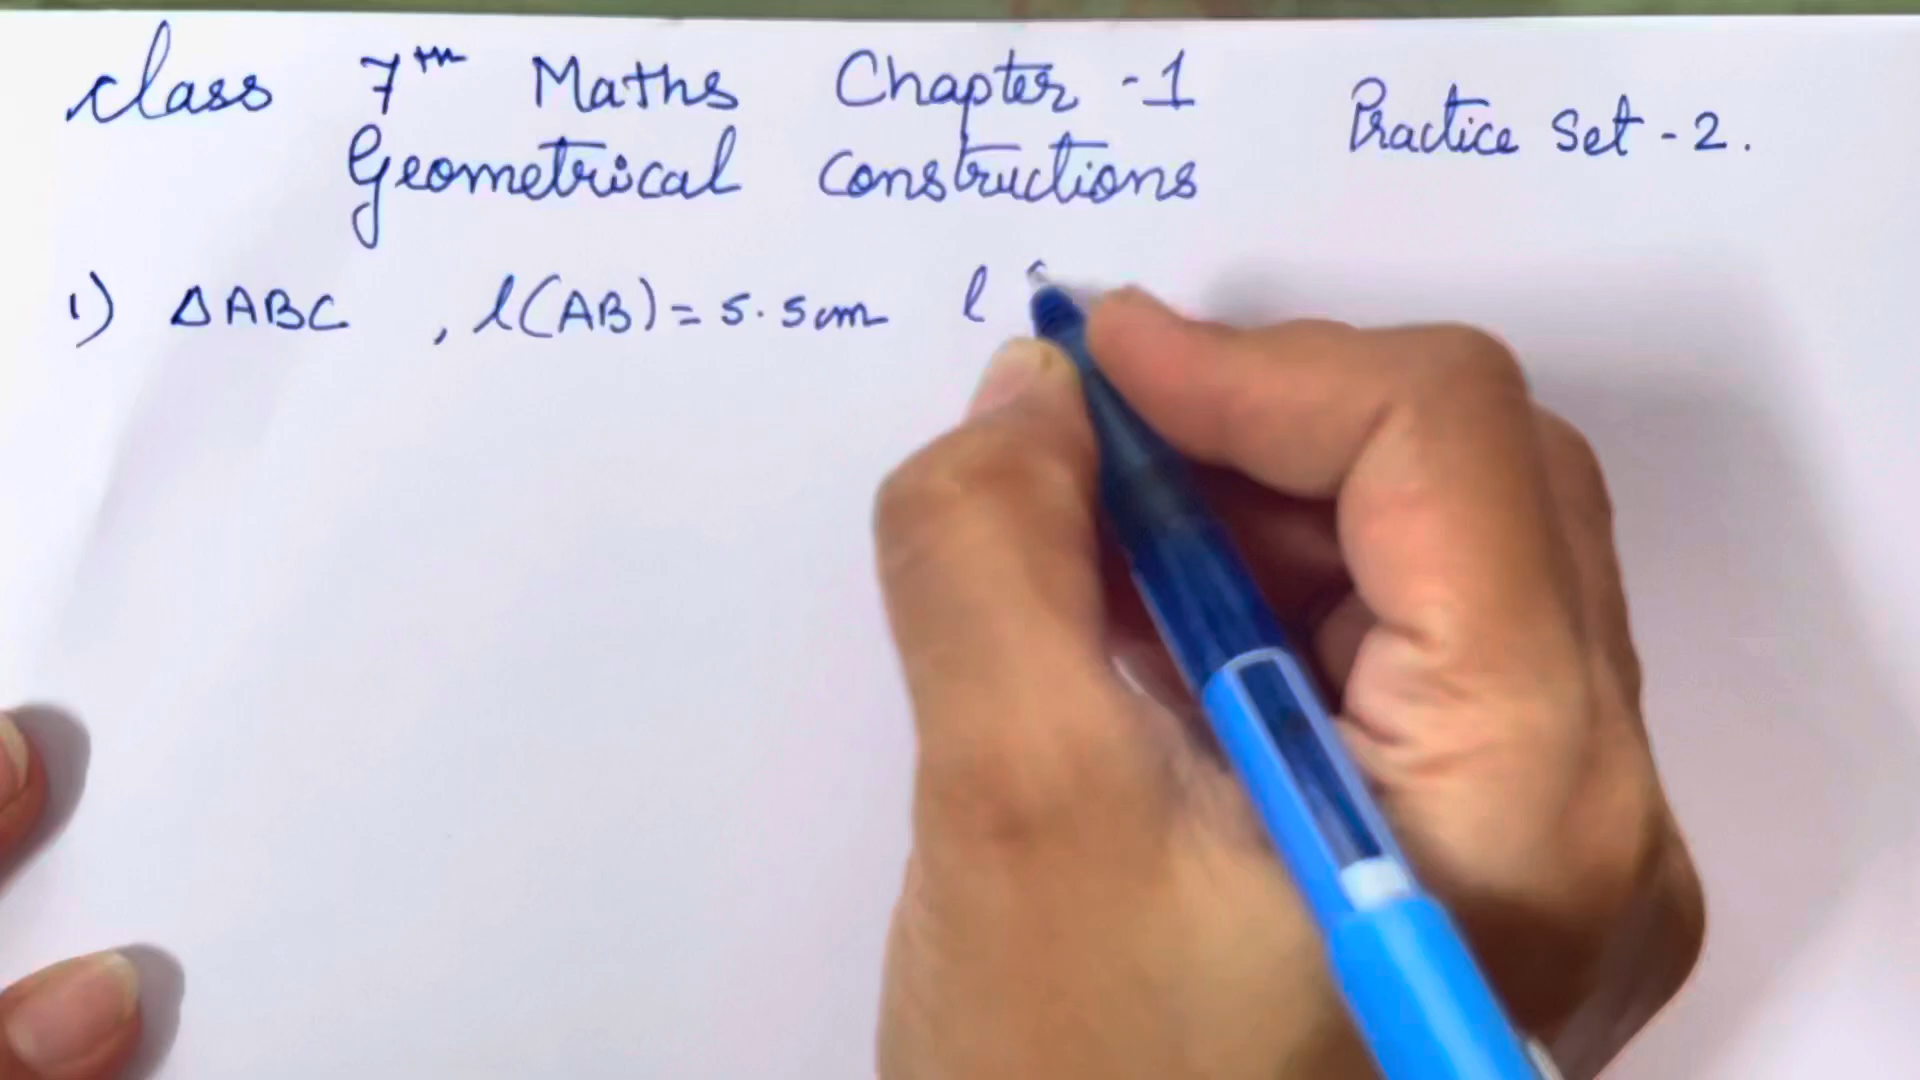 Class 7th Maths Chapter -1
Geometrical Constructions
Practice Set - 2.
1) ΔABC , l(AB) = 5.5cm l